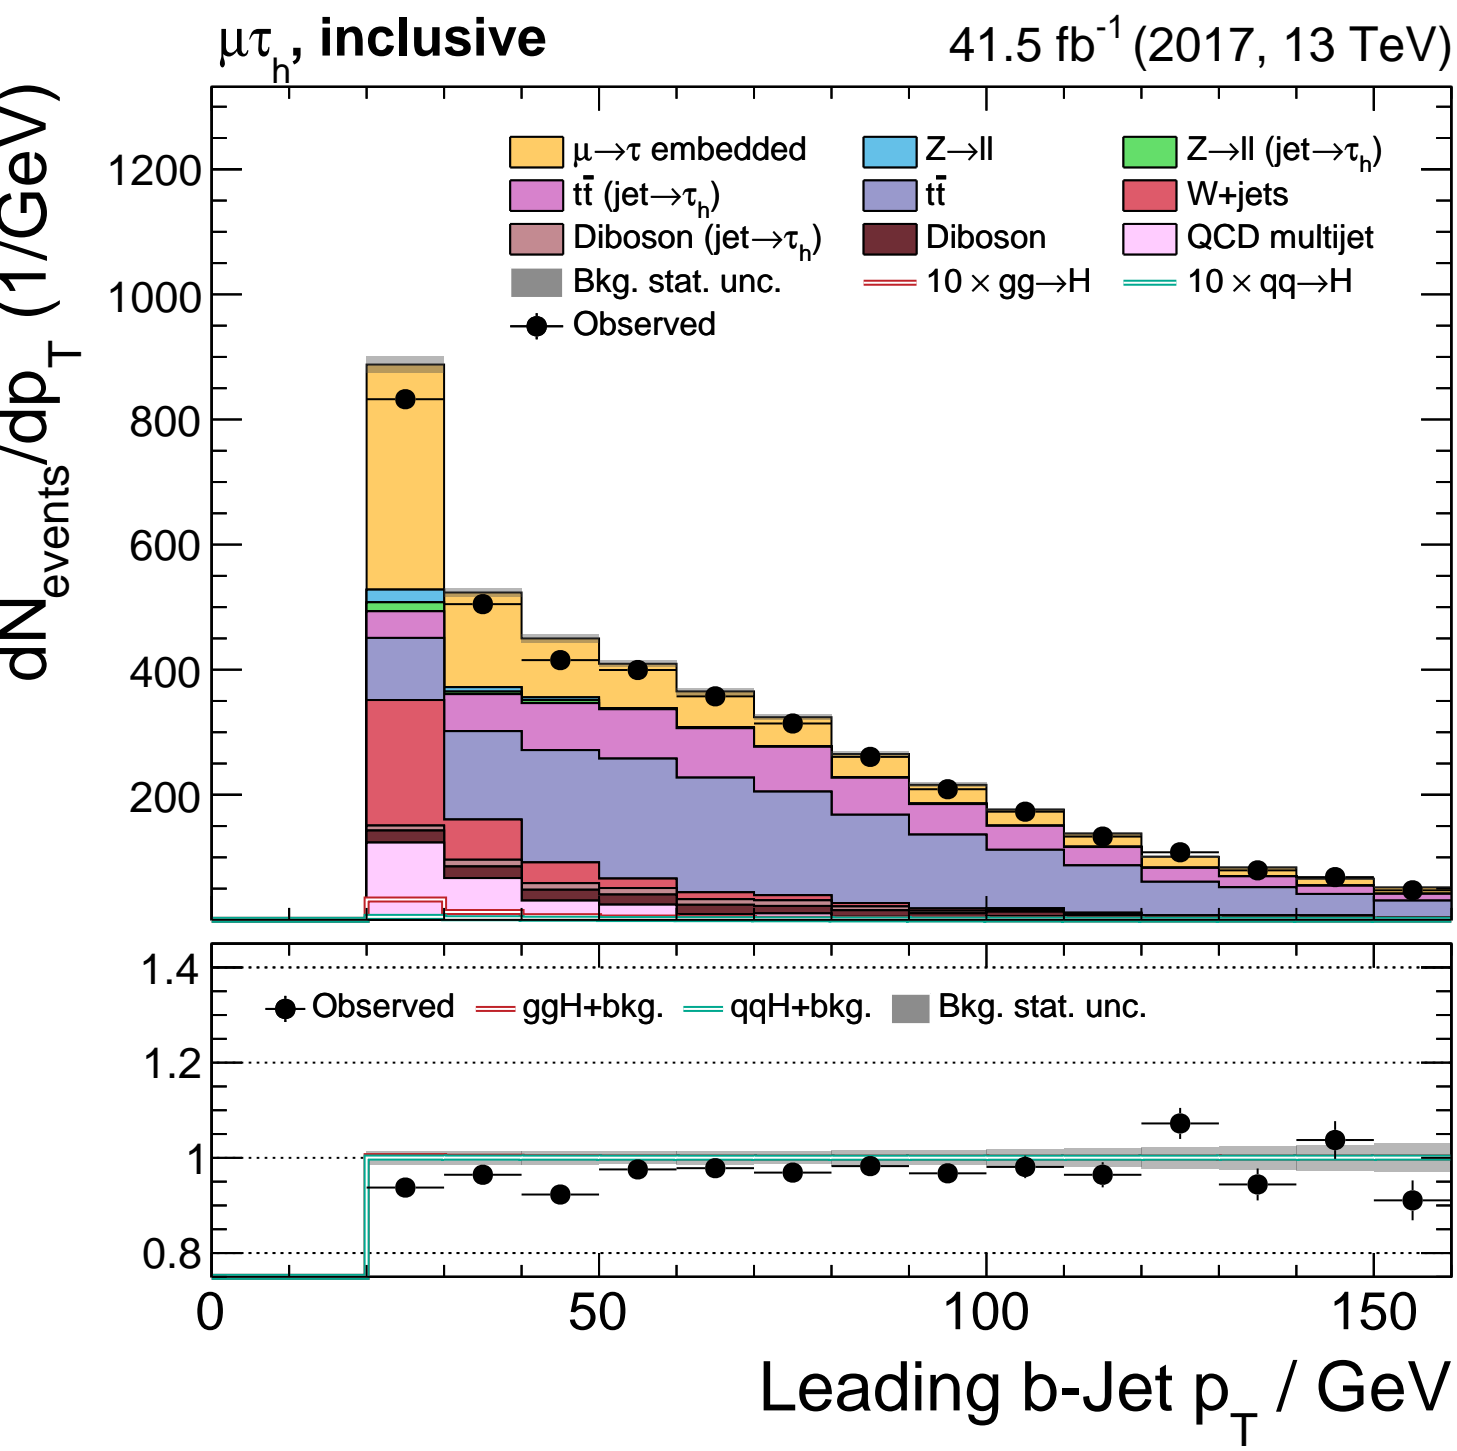 μτh, inclusive 41.5 fb-1 (2017, 13 TeV)
dNevents/dpT (1/GeV)
μ→τ embedded Z→ll Z→ll (jet→τh)
tt̄ (jet→τh) tt̄ W+jets
Diboson (jet→τh) Diboson QCD multijet
Bkg. stat. unc. 10 × gg→H 10 × qq→H
Observed
1200
1000
800
600
400
200
1.4
Observed ggH+bkg. qqH+bkg. Bkg. stat. unc.
1.2
1
0.8
0 50 100 150
Leading b-Jet pT / GeV